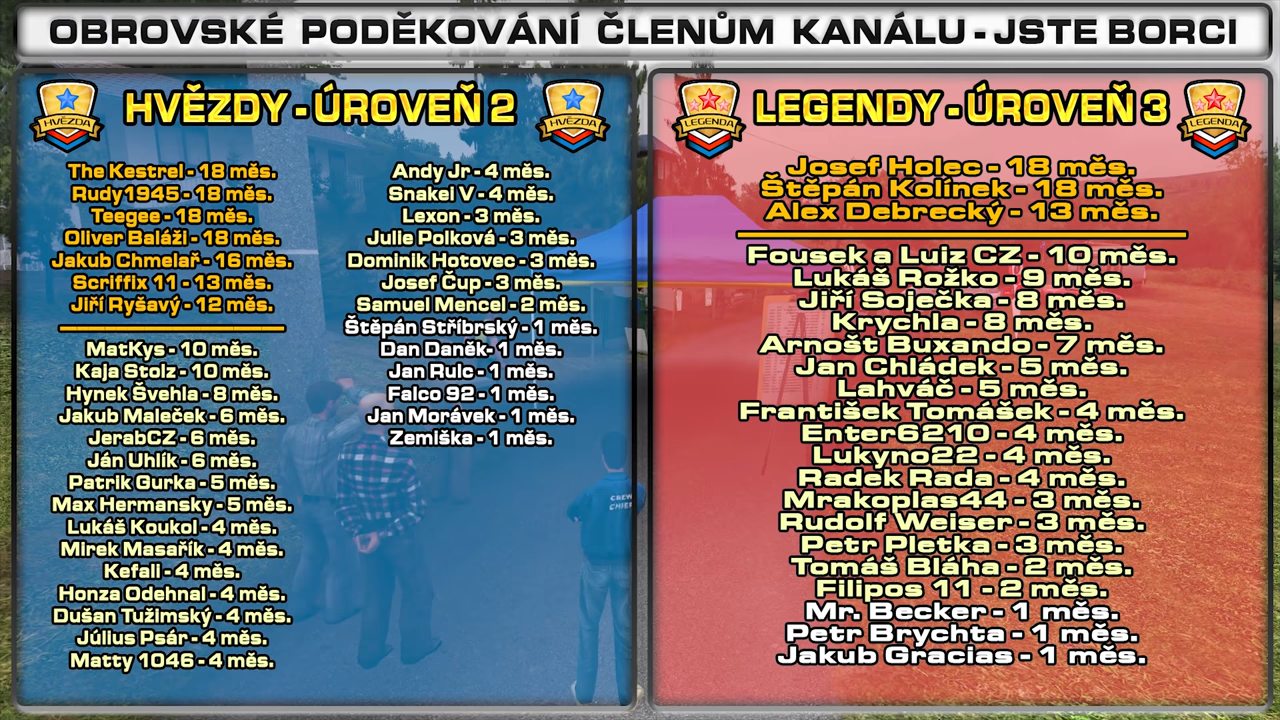 OBROVSKÉ PODĚKOVÁNÍ ČLENŮM KANÁLU - JSTE BORCI
HVĚZDA
HVĚZDY - ÚROVEŇ 2
HVĚZDA
The Kestrel - 18 měs.
Rudy1945 - 18 měs.
Teegee - 18 měs.
Oliver Baláži - 18 měs.
Jakub Chmelař - 16 měs.
Scriffix 11 - 13 měs.
Jiří Ryšavý - 12 měs.
MatKys - 10 měs.
Kaja Stolz - 10 měs.
Hynek Švehla - 8 měs.
Jakub Maleček - 6 měs.
JerabCZ - 6 měs.
Ján Uhlík - 6 měs.
Patrik Gurka - 5 měs.
Max Hermansky - 5 měs.
Lukáš Koukol - 4 měs.
Mirek Masařík - 4 měs.
Kefall - 4 měs.
Honza Odehnal - 4 měs.
Dušan Tužimský - 4 měs.
Július Psár - 4 měs.
Matty 1046 - 4 měs.
Andy Jr - 4 měs.
Snakel V - 4 měs.
Lexon - 3 měs.
Julie Polková - 3 měs.
Dominik Hotovec - 3 měs.
Josef Čup - 3 měs.
Samuel Mencel - 2 měs.
Štěpán Stříbrský - 1 měs.
Dan Daněk- 1 měs.
Jan Rulc - 1 měs.
Falco 92 - 1 měs.
Jan Morávek - 1 měs.
Zemiška - 1 měs.
CREW
CHIEF
LEGENDA
LEGENDY - ÚROVEŇ 3
LEGENDA
Josef Holec - 18 měs.
Štěpán Kolínek - 18 měs.
Alex Debrecký - 13 měs.
Fousek a Luiz CZ - 10 měs.
Lukáš Rožko - 9 měs.
Jiří Soječka - 8 měs.
Krychla - 8 měs.
Arnošt Buxando - 7 měs.
Jan Chládek - 5 měs.
Lahváč - 5 měs.
František Tomášek - 4 měs.
Enter6210 - 4 měs.
Lukyno22 - 4 měs.
Radek Rada - 4 měs.
Mrakoplas44 - 3 měs.
Rudolf Weiser - 3 měs.
Petr Pletka - 3 měs.
Tomáš Bláha - 2 měs.
Filipos 11 - 2 měs.
Mr. Becker - 1 měs.
Petr Brychta - 1 měs.
Jakub Gracias - 1 měs.